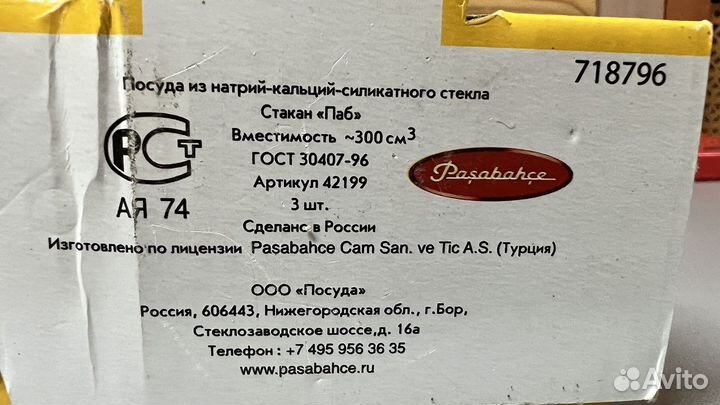 718796
Посуда из натрий-кальций-силикатного стекла
Стакан «Паб»
Вместимость ~300 см³
ГОСТ 30407-96
Артикул 42199
3 шт.
Сделано в России
РСТ
АЯ 74
Paşabahçe
Изготовлено по лицензии Pasabahce Cam San. ve Tic A.S. (Турция)
ООО «Посуда»
Россия, 606443, Нижегородская обл., г.Бор,
Стеклозаводское шоссе,д. 16а
Телефон : +7 495 956 36 35
www.pasabahce.ru
Avito